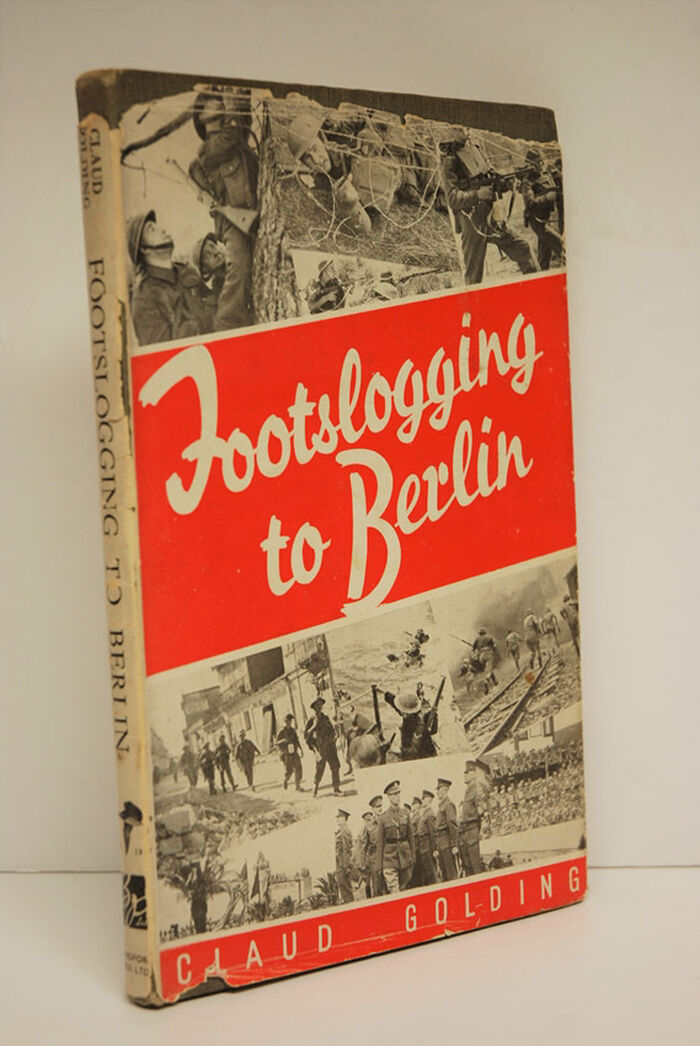 CLAUD
GOLDING
FOOTSLOGGING TO BERLIN
Footslogging
to Berlin
CLAUD GOLDING